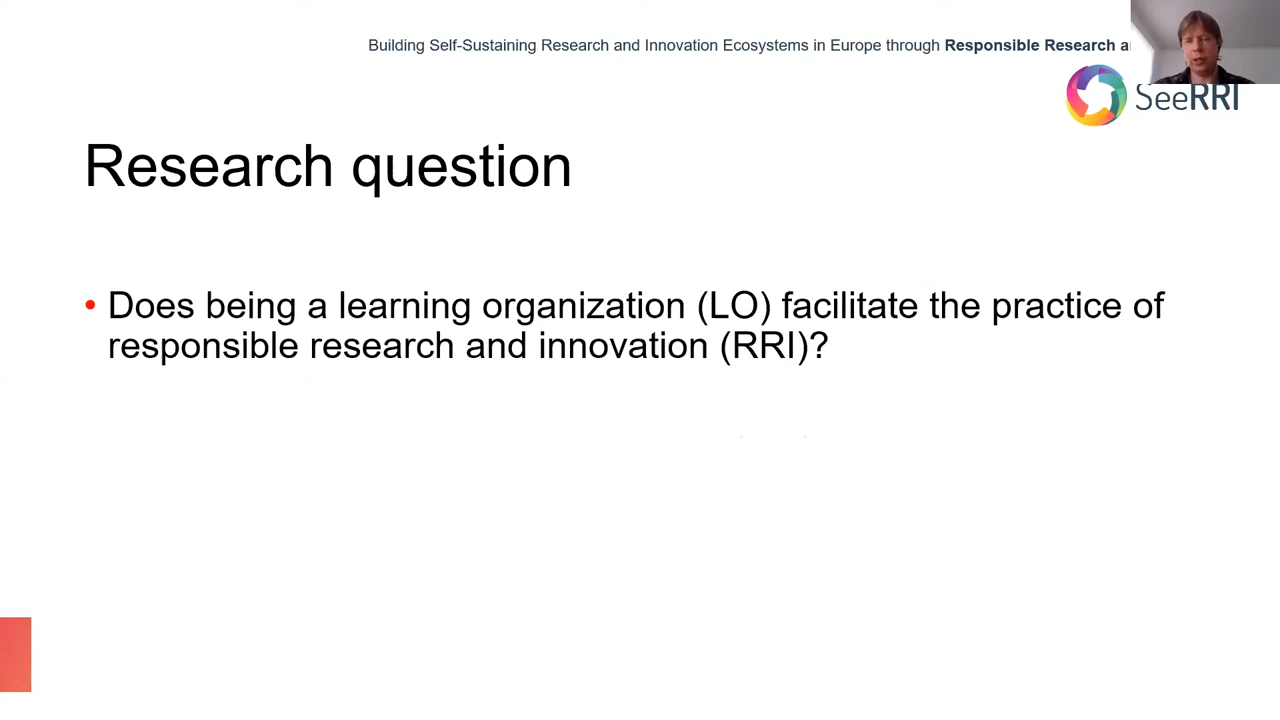 Building Self-Sustaining Research and Innovation Ecosystems in Europe through Responsible Research
SeeRRI
Research question
• Does being a learning organization (LO) facilitate the practice of
responsible research and innovation (RRI)?